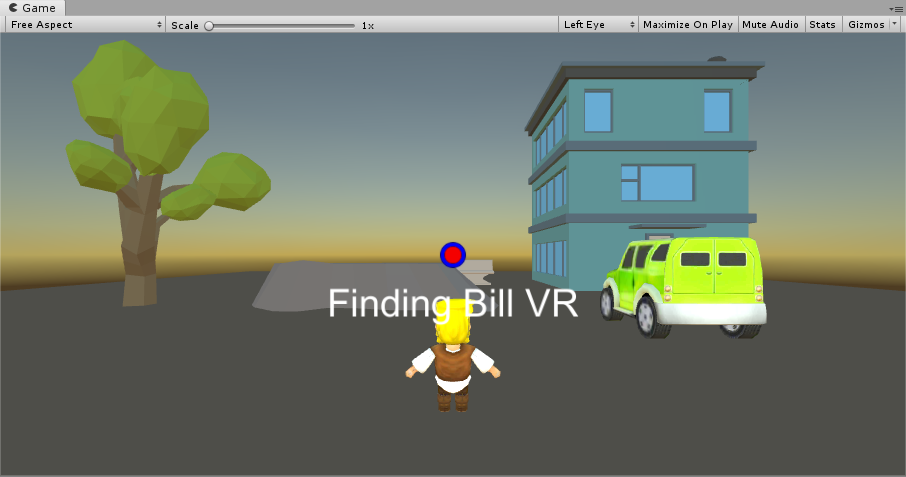 Game
Free Aspect Scale 1x Left Eye Maximize On Play Mute Audio Stats Gizmos
Finding Bill VR